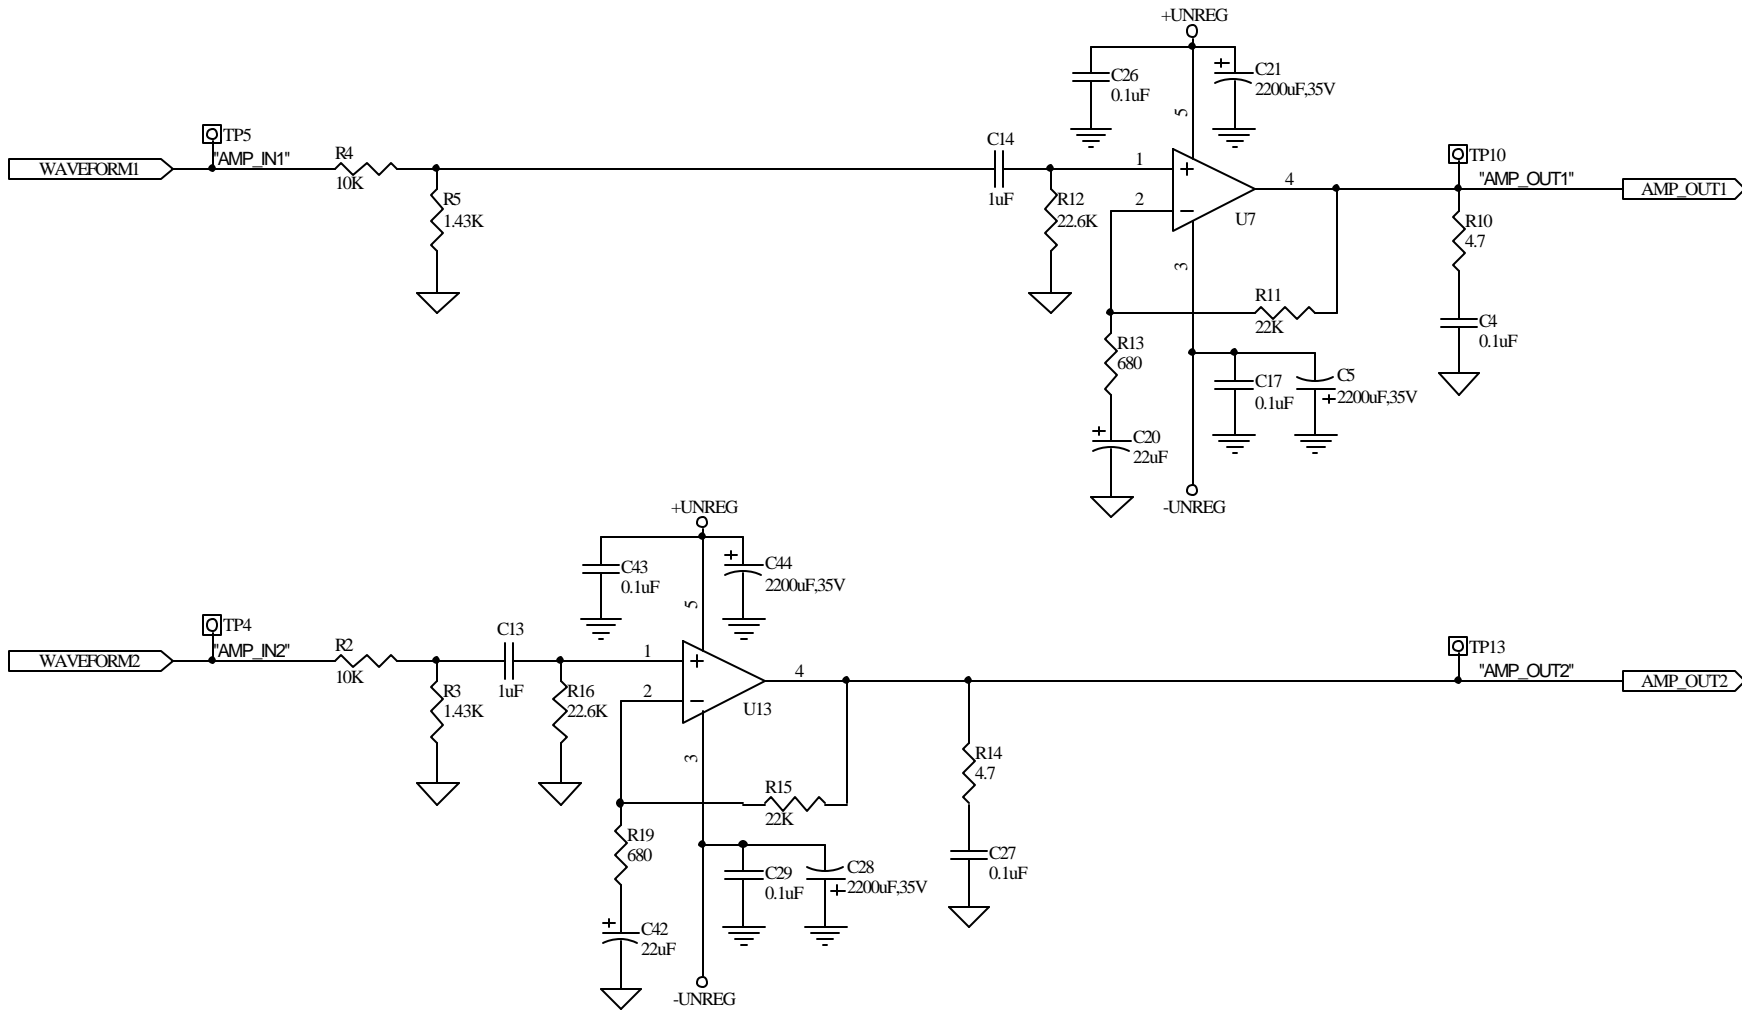 +UNREG
C26
0.1uF
C21
2200uF,35V
5
TP5
"AMP_IN1"
WAVEFORM1
R4
10K
R5
1.43K
C14
1uF
R12
22.6K
1
2
4
U7
3
TP10
"AMP_OUT1"
AMP_OUT1
R10
4.7
C4
0.1uF
R11
22K
R13
680
C17
0.1uF
C5
2200uF,35V
C20
22uF
-UNREG
+UNREG
C43
0.1uF
C44
2200uF,35V
5
TP4
"AMP_IN2"
WAVEFORM2
R2
10K
R3
1.43K
C13
1uF
R16
22.6K
1
2
4
U13
3
TP13
"AMP_OUT2"
AMP_OUT2
R14
4.7
C27
0.1uF
R15
22K
R19
680
C29
0.1uF
C28
2200uF,35V
C42
22uF
-UNREG